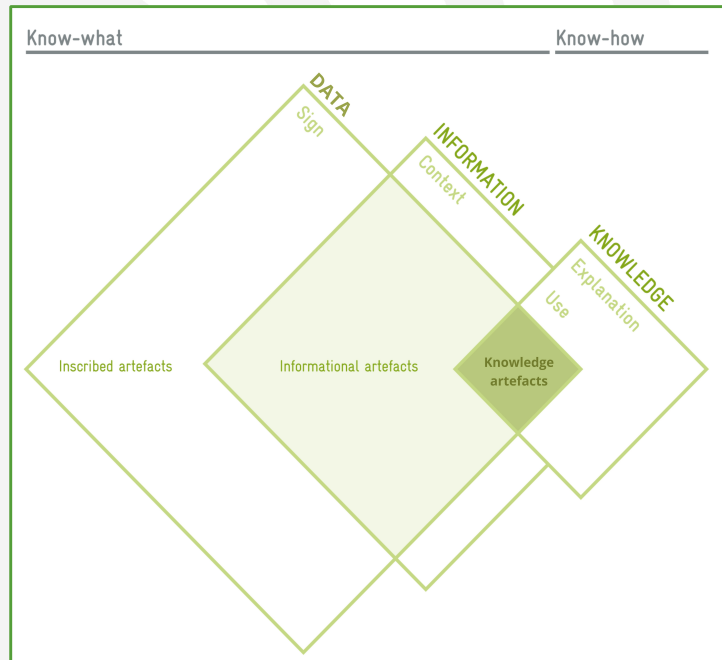 Know-what
Know-how
DATA
Sign
INFORMATION
Context
KNOWLEDGE
Explanation
Use
Inscribed artefacts
Informational artefacts
Knowledge
artefacts